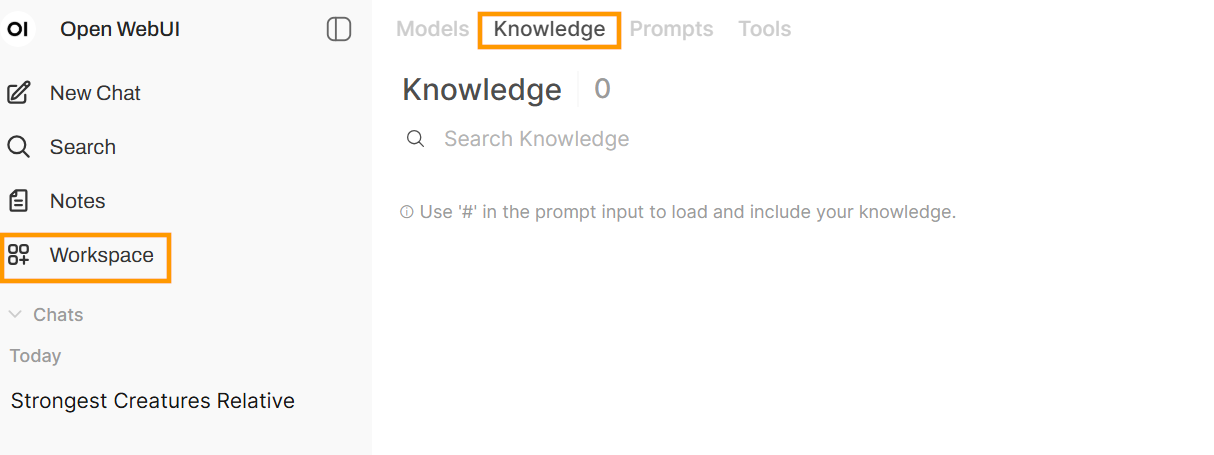 OI Open WebUI
New Chat
Search
Notes
Workspace
Chats
Today
Strongest Creatures Relative
Models Knowledge Prompts Tools
Knowledge 0
Search Knowledge
Use '#' in the prompt input to load and include your knowledge.